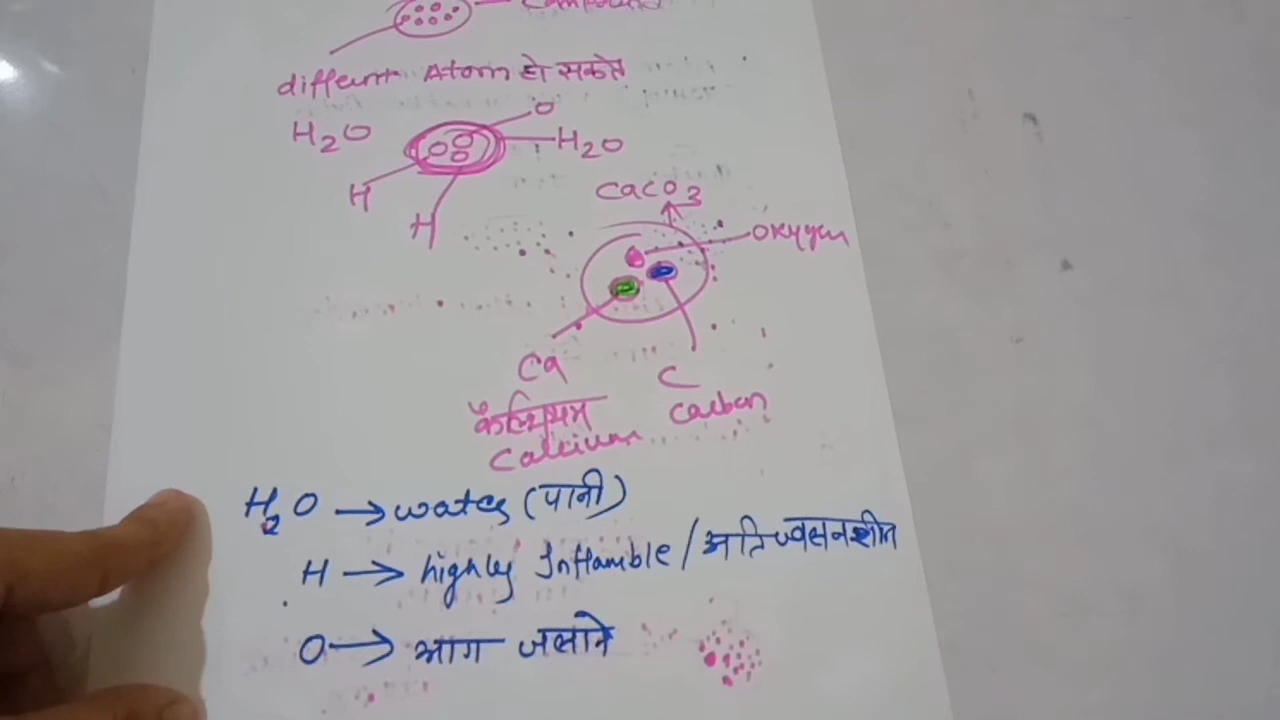 Compound
different Atom हो सकते
H2O
O
H2O
H
H
CaCO3
Oxygen
Ca
C
कैल्शियम
Carbon
Calcium
H2O → water (पानी)
H → highly Inflamble / अतिज्वलनशील
O → आग जलाने